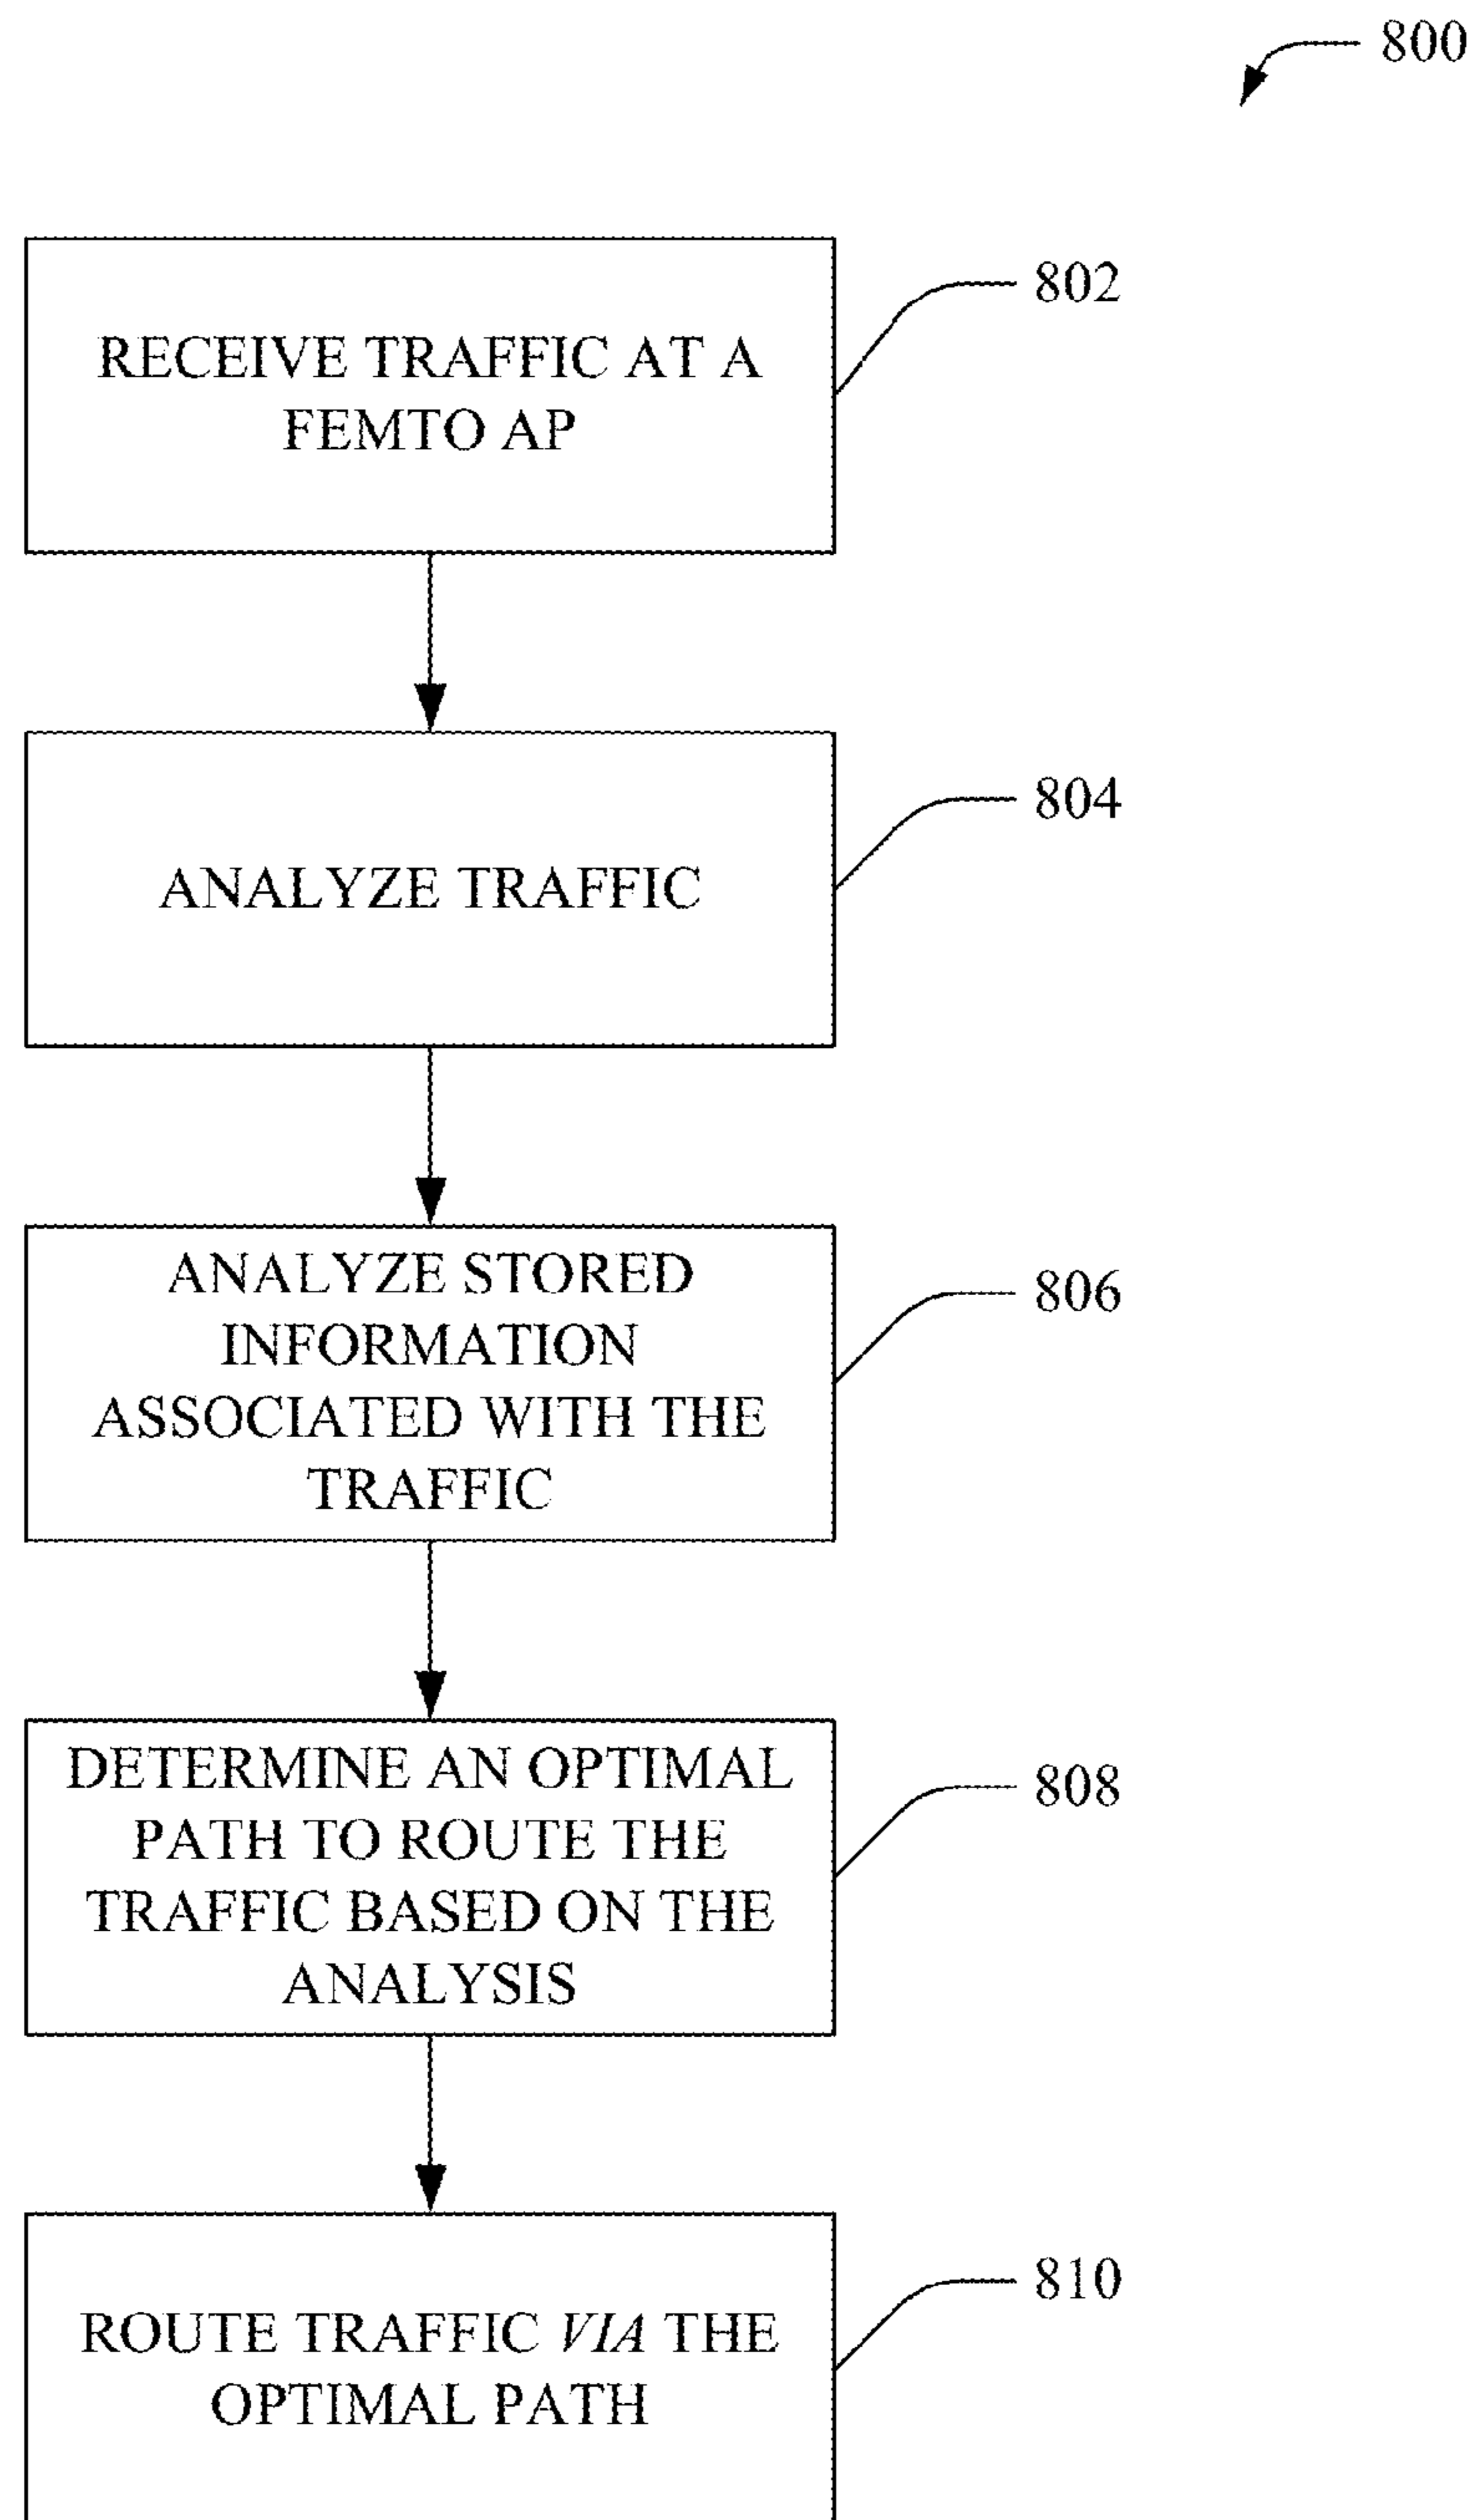 800
802
RECEIVE TRAFFIC AT A
FEMTO AP
804
ANALYZE TRAFFIC
806
ANALYZE STORED
INFORMATION
ASSOCIATED WITH THE
TRAFFIC
808
DETERMINE AN OPTIMAL
PATH TO ROUTE THE
TRAFFIC BASED ON THE
ANALYSIS
810
ROUTE TRAFFIC VIA THE
OPTIMAL PATH